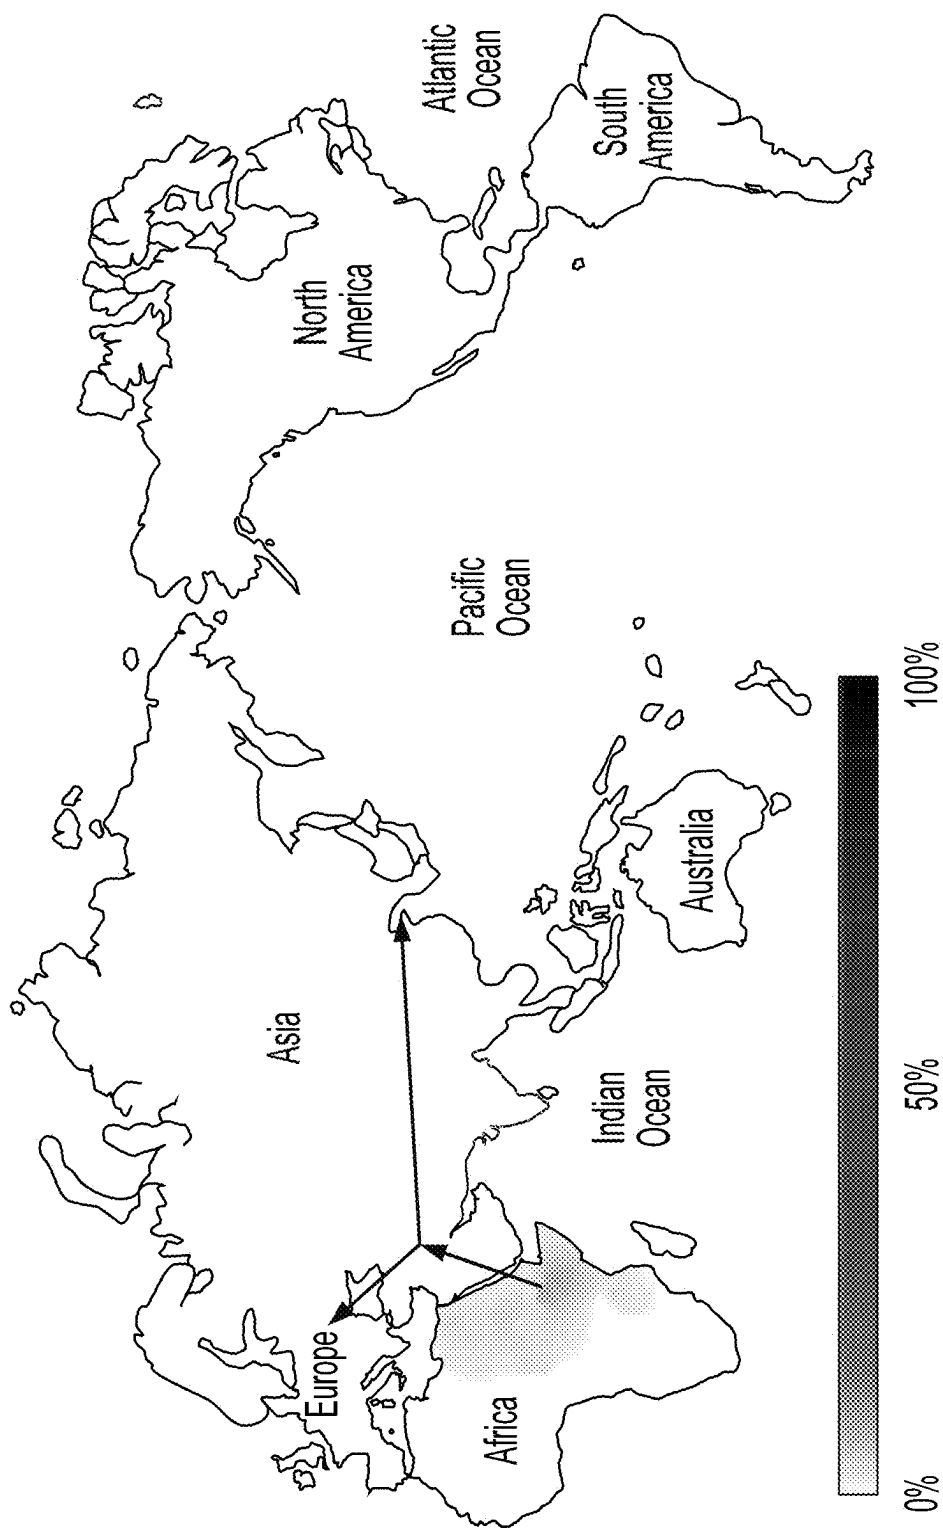 North
America
Atlantic
Ocean
South
America
Asia
Europe
Pacific
Ocean
Africa
Indian
Ocean
Australia
0%
50%
100%